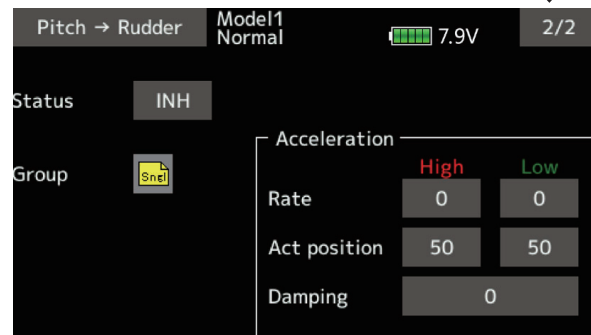 Pitch → Rudder Model1 Normal 7.9V 2/2
Status INH
Acceleration
Group Sngl High Low
Rate 0 0
Act position 50 50
Damping 0